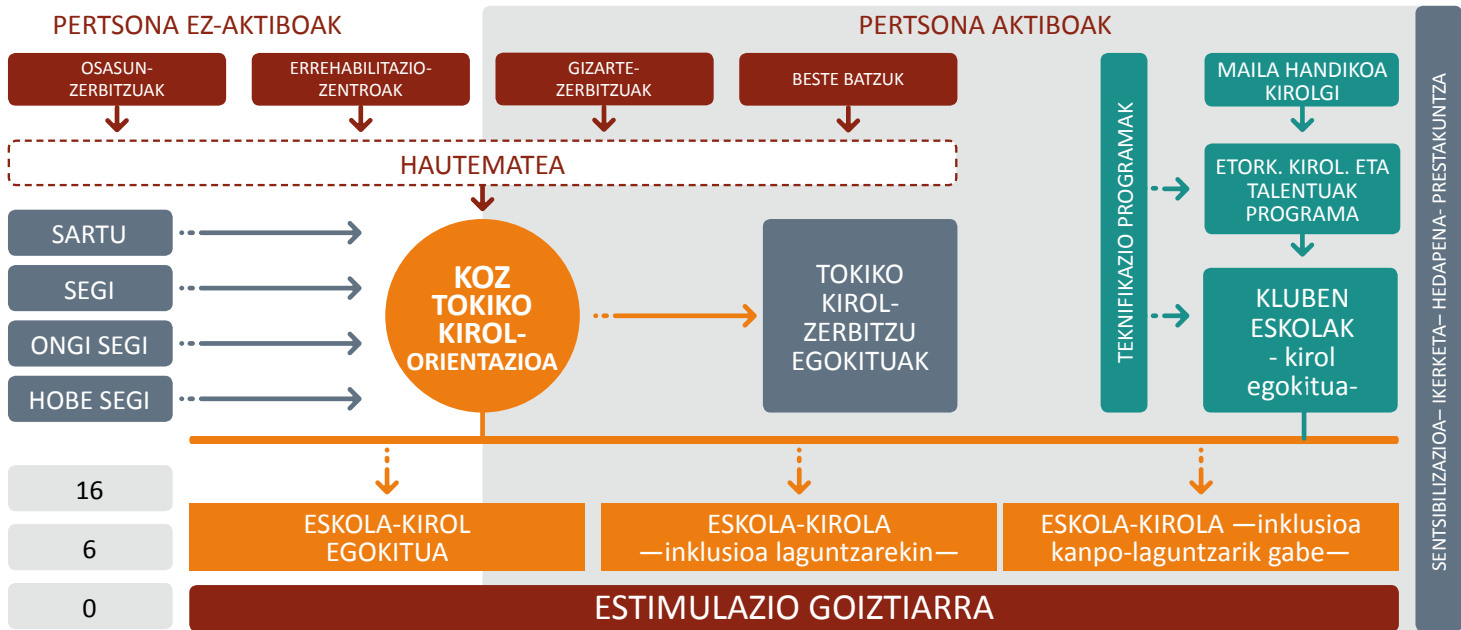 PERTSONA EZ-AKTIBOAK
PERTSONA AKTIBOAK
OSASUN-
ZERBITZUAK
ERREHABILITAZIO-
ZENTROAK
GIZARTE-
ZERBITZUAK
BESTE BATZUK
HAUTEMATEA
SARTU
SEGI
ONGI SEGI
HOBE SEGI
KOZ
TOKIKO
KIROL-
ORIENTAZIOA
TOKIKO
KIROL-
ZERBITZU
EGOKITUAK
TEKNIFIKAZIO PROGRAMAK
MAILA HANDIKOA
KIROLGI
ETORK. KIROL. ETA
TALENTUAK
PROGRAMA
KLUBEN
ESKOLAK
- kirol
egokitua-
SENTSIBILIZAZIOA— IKERKETA— HEDAPENA- PRESTAKUNTZA
16
6
0
ESKOLA-KIROL
EGOKITUA
ESKOLA-KIROLA
—inklusioa laguntzarekin—
ESKOLA-KIROLA —inklusioa
kanpo-laguntzarik gabe—
ESTIMULAZIO GOIZTIARRA